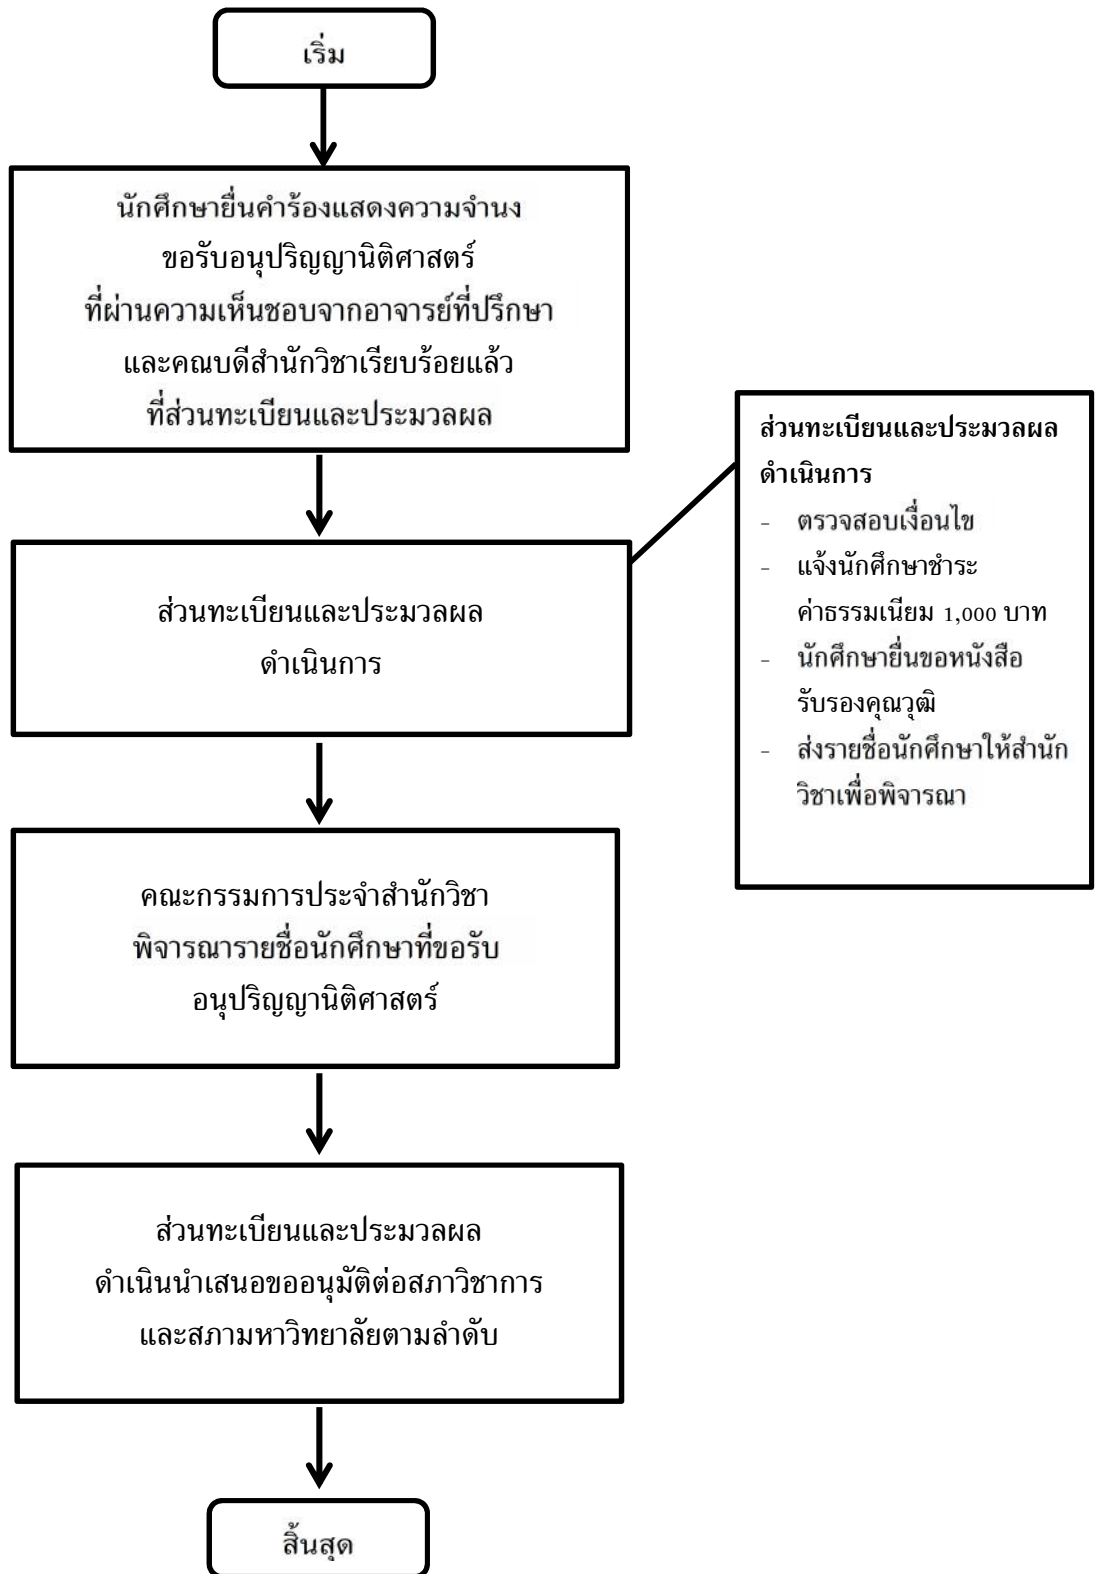 เริ่ม
นักศึกษายื่นคำร้องแสดงความจำนง
ขอรับอนุปริญญานิติศาสตร์
ที่ผ่านความเห็นชอบจากอาจารย์ที่ปรึกษา
และคณบดีสำนักวิชาเรียบร้อยแล้ว
ที่ส่วนทะเบียนและประมวลผล
ส่วนทะเบียนและประมวลผล
ดำเนินการ
ส่วนทะเบียนและประมวลผล
ดำเนินการ
- ตรวจสอบเงื่อนไข
- แจ้งนักศึกษาชำระ
ค่าธรรมเนียม 1,000 บาท
- นักศึกษายื่นขอหนังสือ
รับรองคุณวุฒิ
- ส่งรายชื่อนักศึกษาให้สำนัก
วิชาเพื่อพิจารณา
คณะกรรมการประจำสำนักวิชา
พิจารณารายชื่อนักศึกษาที่ขอรับ
อนุปริญญานิติศาสตร์
ส่วนทะเบียนและประมวลผล
ดำเนินนำเสนอขออนุมัติต่อสภาวิชาการ
และสภามหาวิทยาลัยตามลำดับ
สิ้นสุด